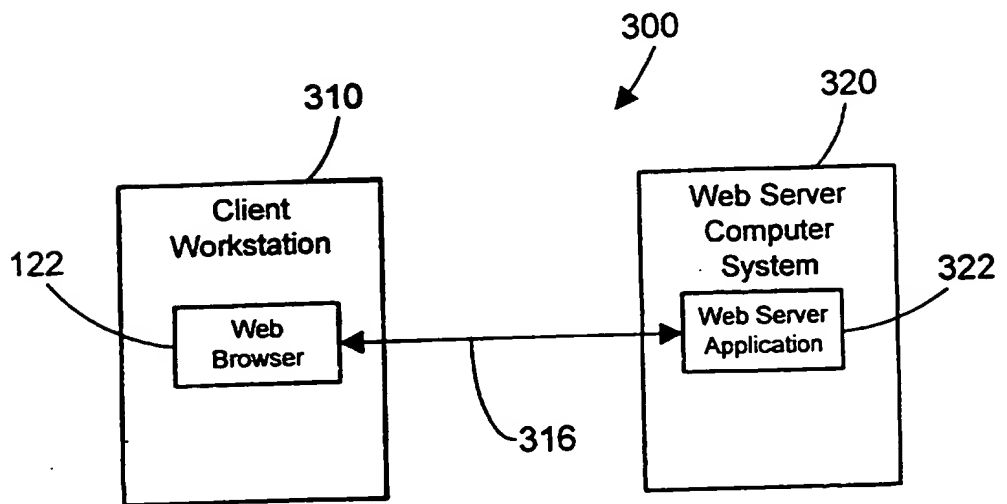 300
310
320
Client
Workstation
Web Server
Computer
System
122
322
Web
Browser
Web Server
Application
316